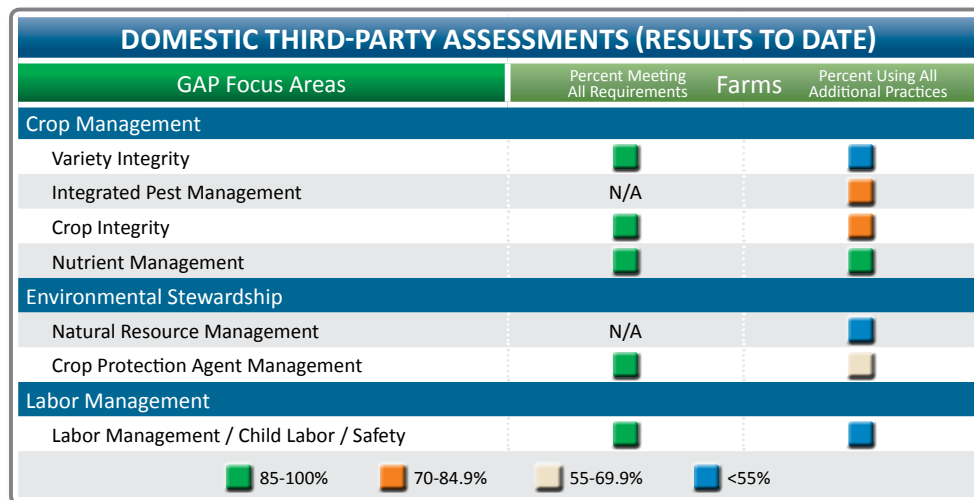 DOMESTIC THIRD-PARTY ASSESSMENTS (RESULTS TO DATE)
GAP Focus Areas
Percent Meeting
All Requirements
Farms
Percent Using All
Additional Practices
Crop Management
Variety Integrity
Integrated Pest Management N/A
Crop Integrity
Nutrient Management
Environmental Stewardship
Natural Resource Management N/A
Crop Protection Agent Management
Labor Management
Labor Management / Child Labor / Safety
85-100% 70-84.9% 55-69.9% <55%